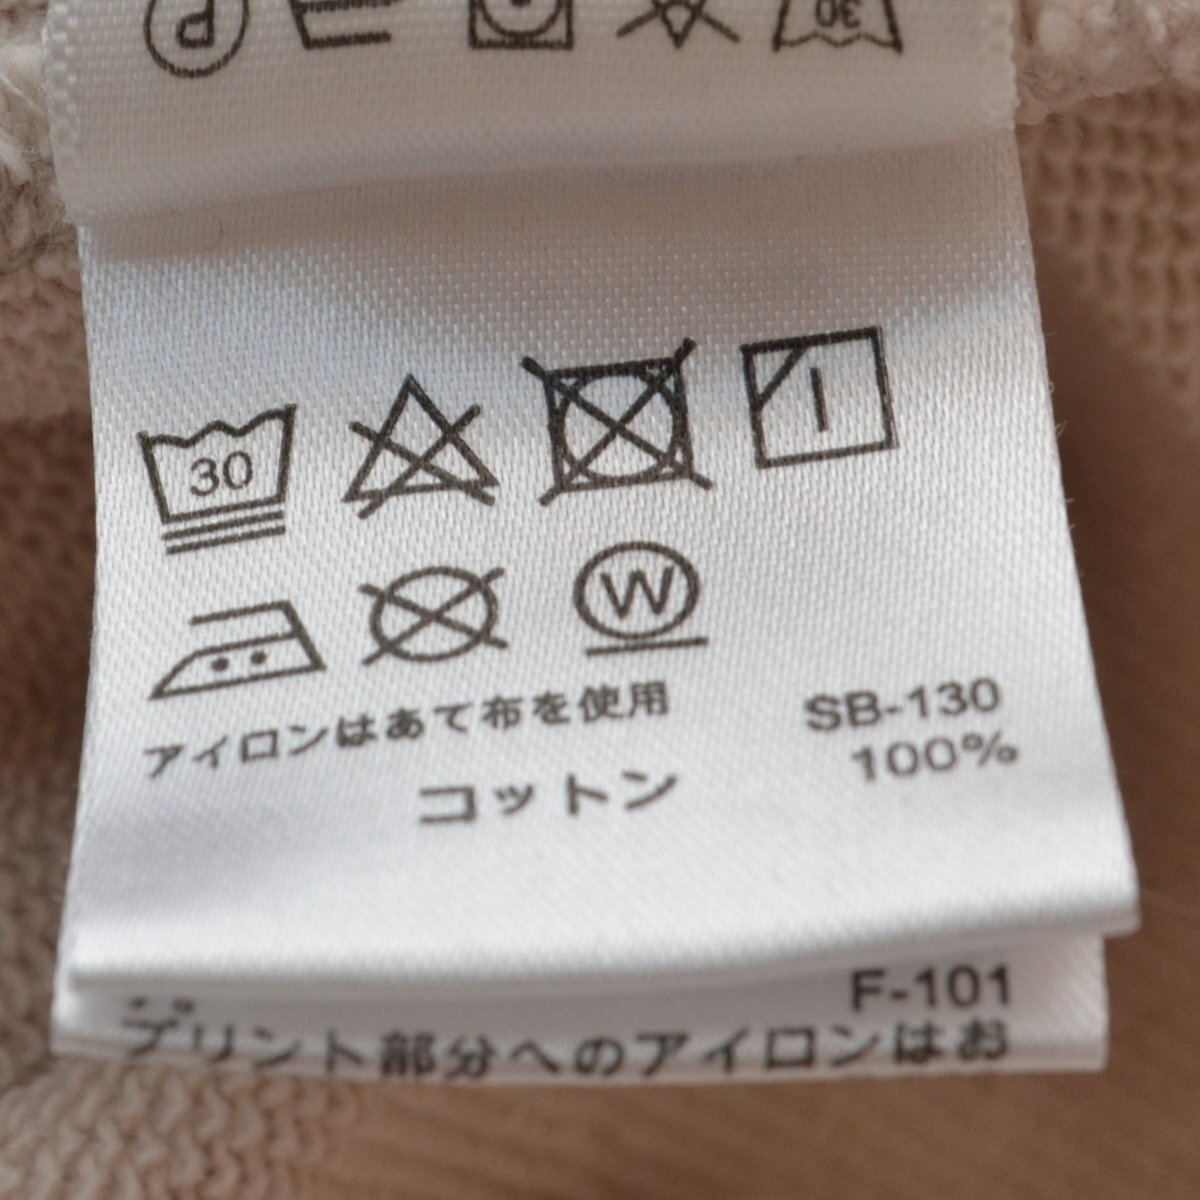 P
30
30
W
アイロンはあて布を使用
SB-130
コットン
100%
F-101
プリント部分へのアイロンはお